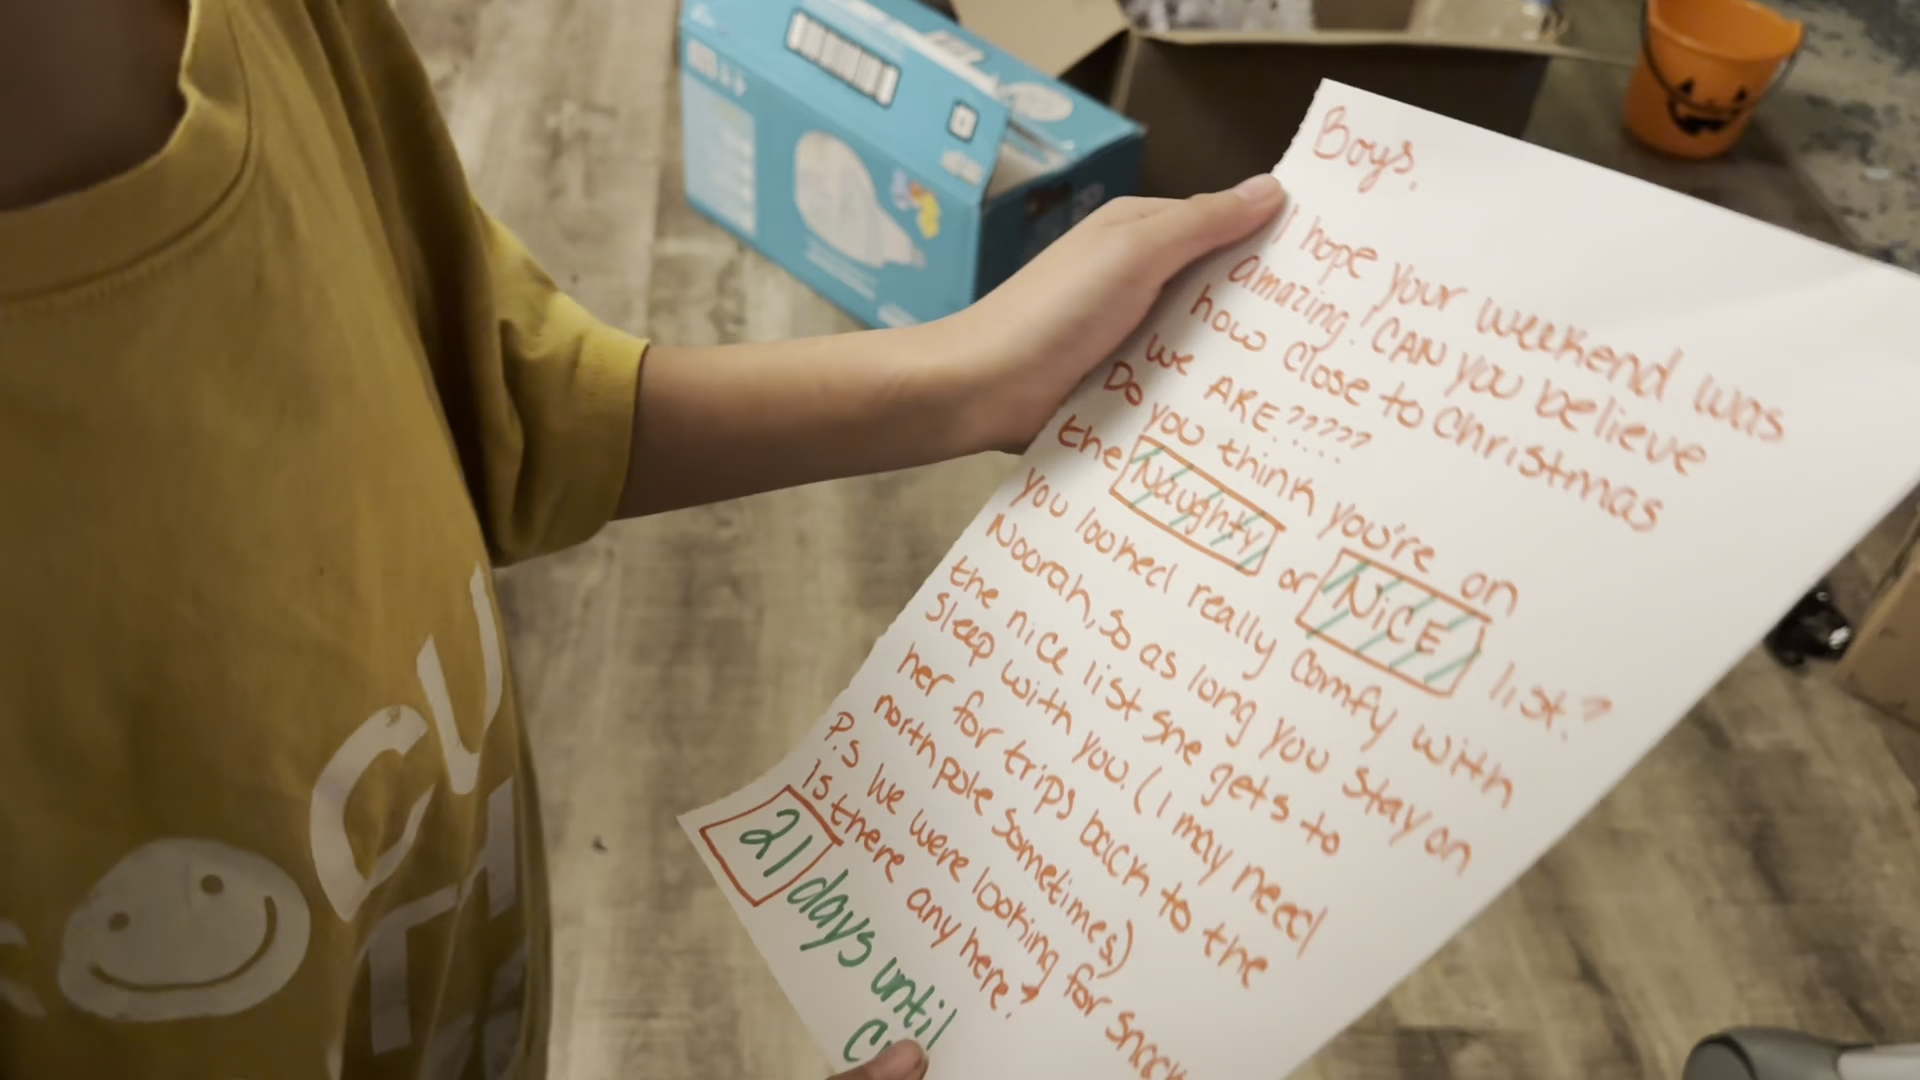 Boys,
I hope your weekend was
amazing! CAN you believe
how close to Christmas
we ARE?????
Do you think you're on
the Naughty or NiCE list?
you looked really comfy with
Noorah, so as long you stay on
the nice list she gets to
sleep with you. (I may need
her for trips back to the
north pole sometimes)
P.S we were looking for snack
Is there any here?
21 days until